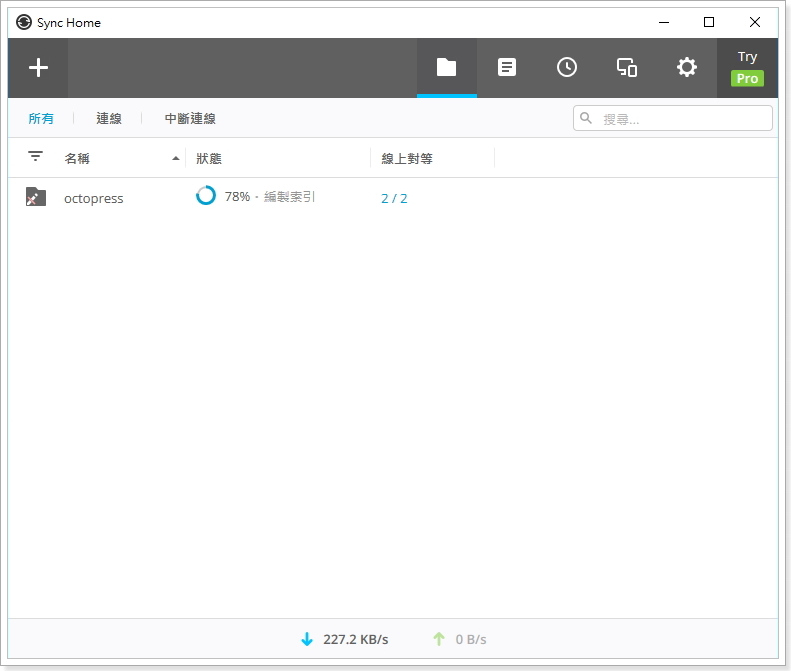 Sync Home
Try
Pro
所有 連線 中斷連線 搜尋...
名稱 狀態 線上對等
octopress 78% - 編製索引 2 / 2
227.2 KB/s 0 B/s